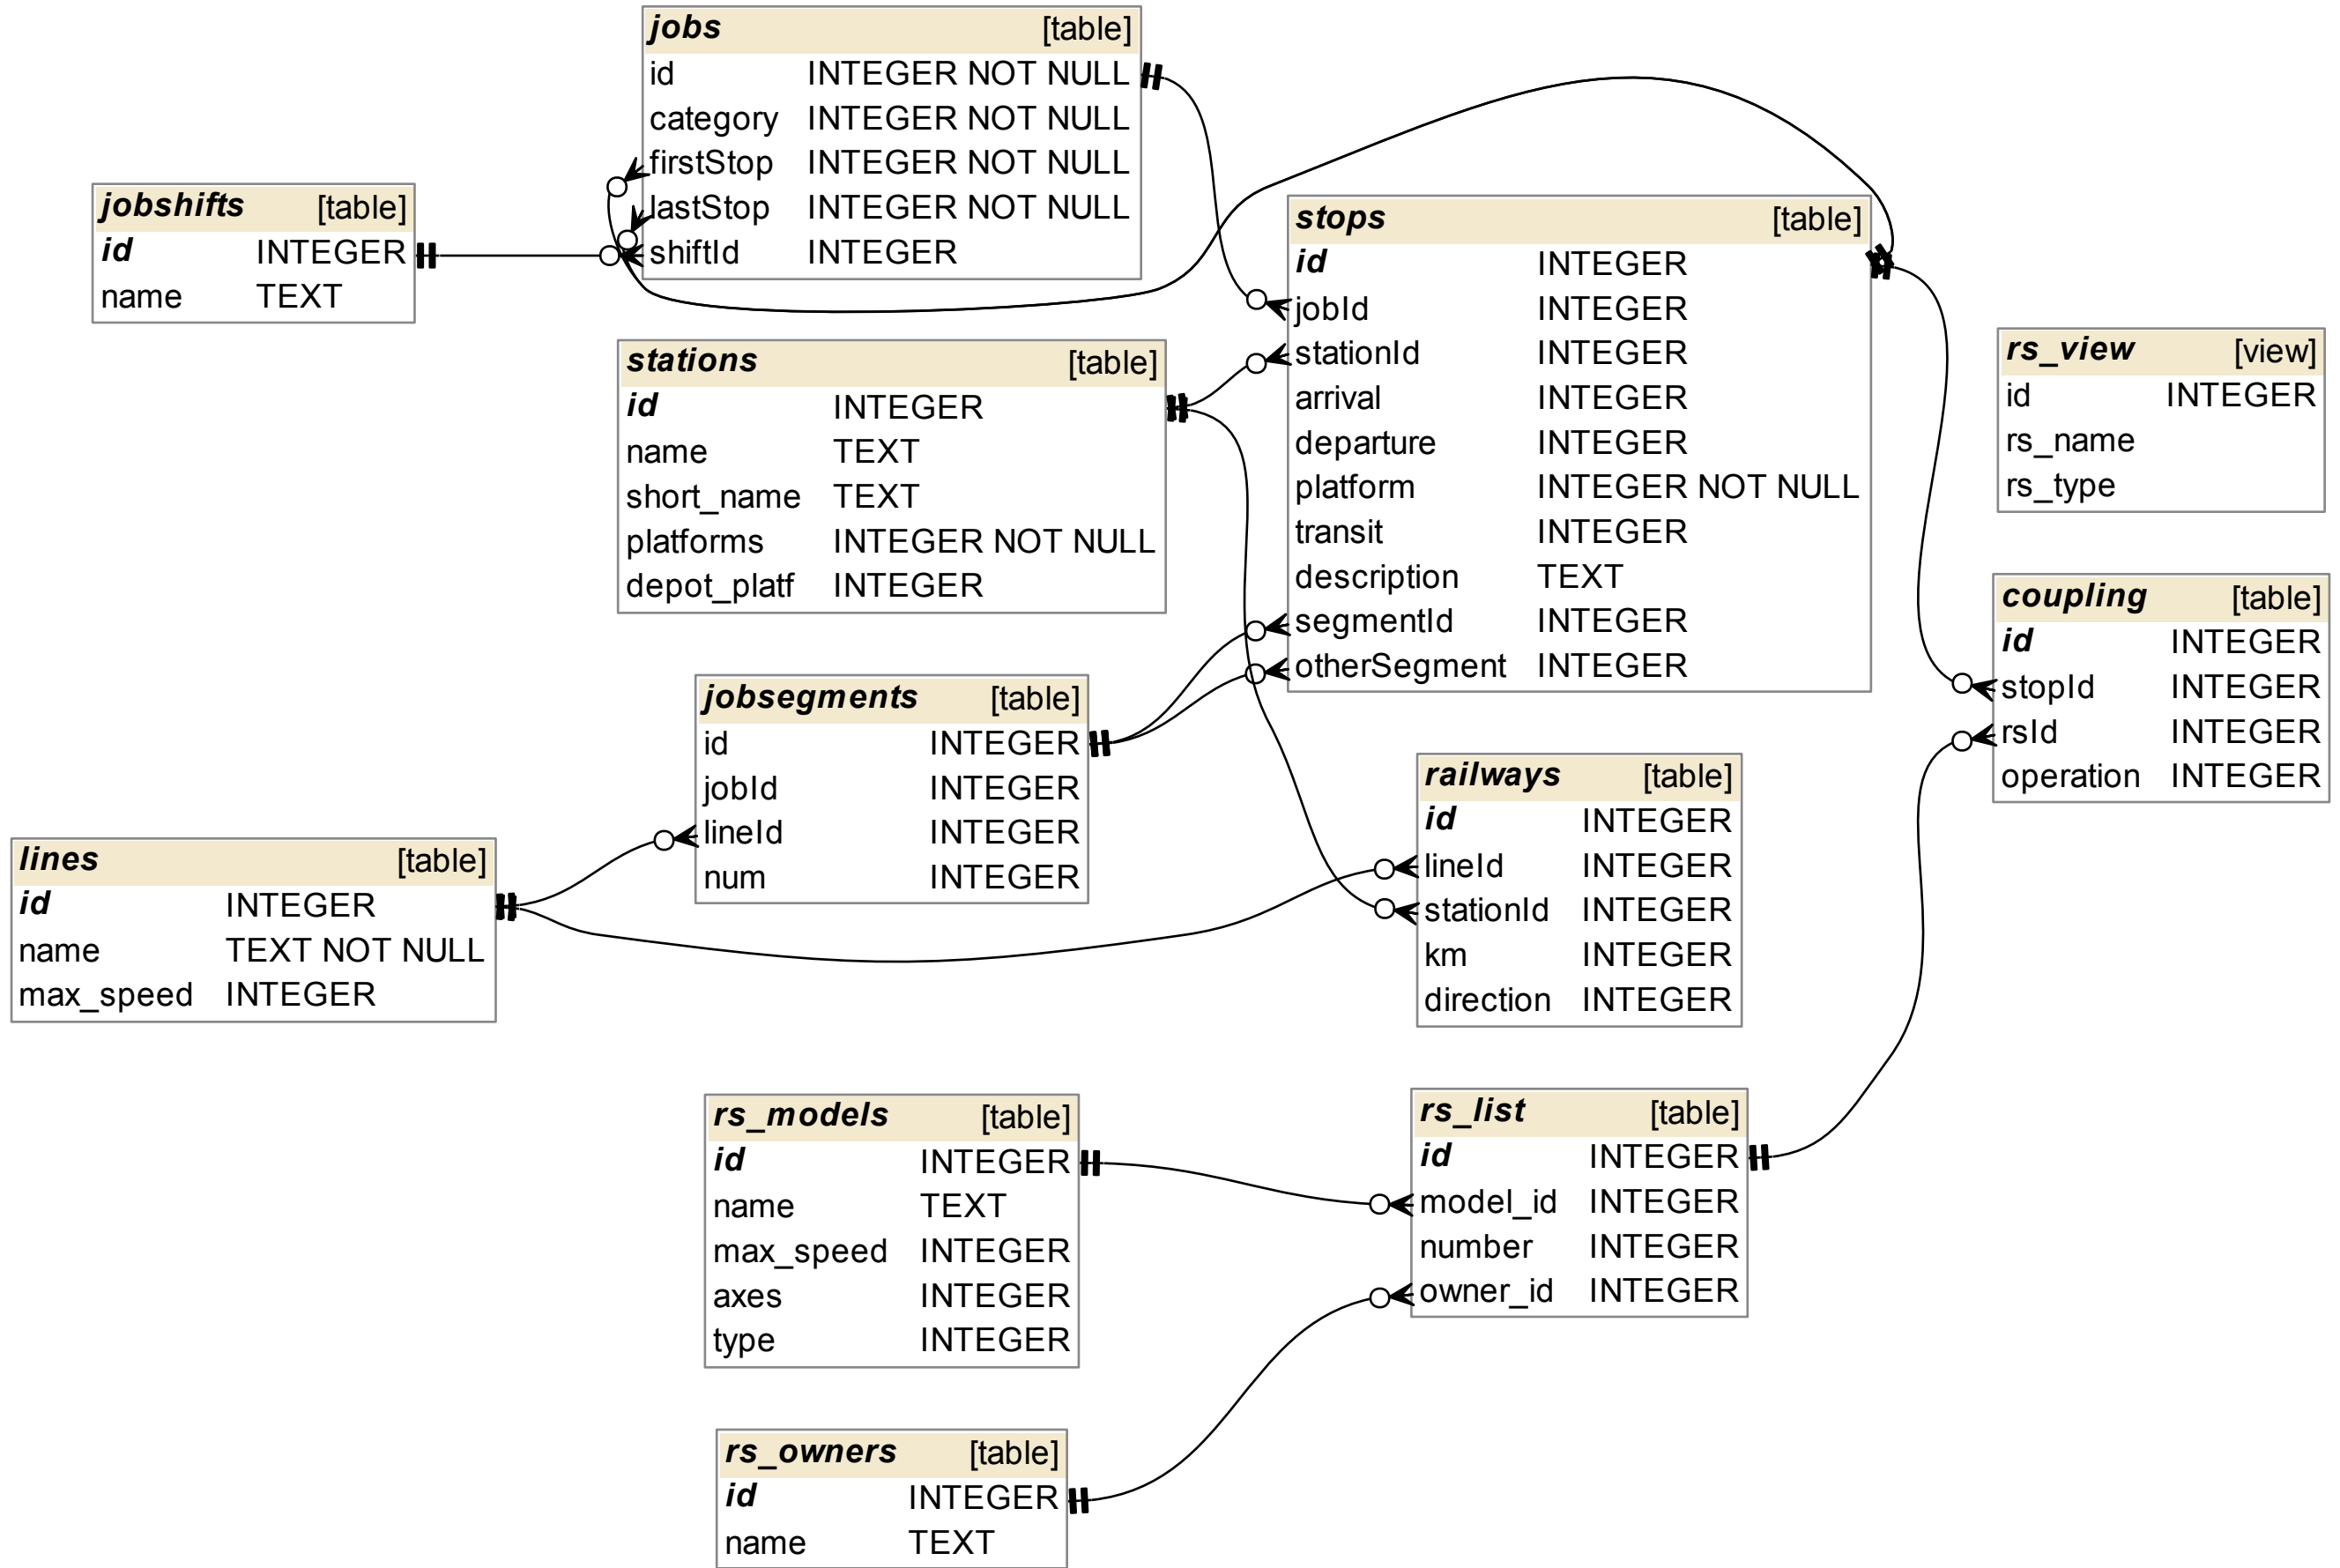 jobs [table]
id INTEGER NOT NULL
category INTEGER NOT NULL
firstStop INTEGER NOT NULL
lastStop INTEGER NOT NULL
shiftId INTEGER
jobshifts [table]
id INTEGER
name TEXT
stops [table]
id INTEGER
jobId INTEGER
stationId INTEGER
arrival INTEGER
departure INTEGER
platform INTEGER NOT NULL
transit INTEGER
description TEXT
segmentId INTEGER
otherSegment INTEGER
stations [table]
id INTEGER
name TEXT
short_name TEXT
platforms INTEGER NOT NULL
depot_platf INTEGER
rs_view [view]
id INTEGER
rs_name
rs_type
coupling [table]
id INTEGER
stopId INTEGER
rsId INTEGER
operation INTEGER
jobsegments [table]
id INTEGER
jobId INTEGER
lineId INTEGER
num INTEGER
railways [table]
id INTEGER
lineId INTEGER
stationId INTEGER
km INTEGER
direction INTEGER
lines [table]
id INTEGER
name TEXT NOT NULL
max_speed INTEGER
rs_models [table]
id INTEGER
name TEXT
max_speed INTEGER
axes INTEGER
type INTEGER
rs_list [table]
id INTEGER
model_id INTEGER
number INTEGER
owner_id INTEGER
rs_owners [table]
id INTEGER
name TEXT